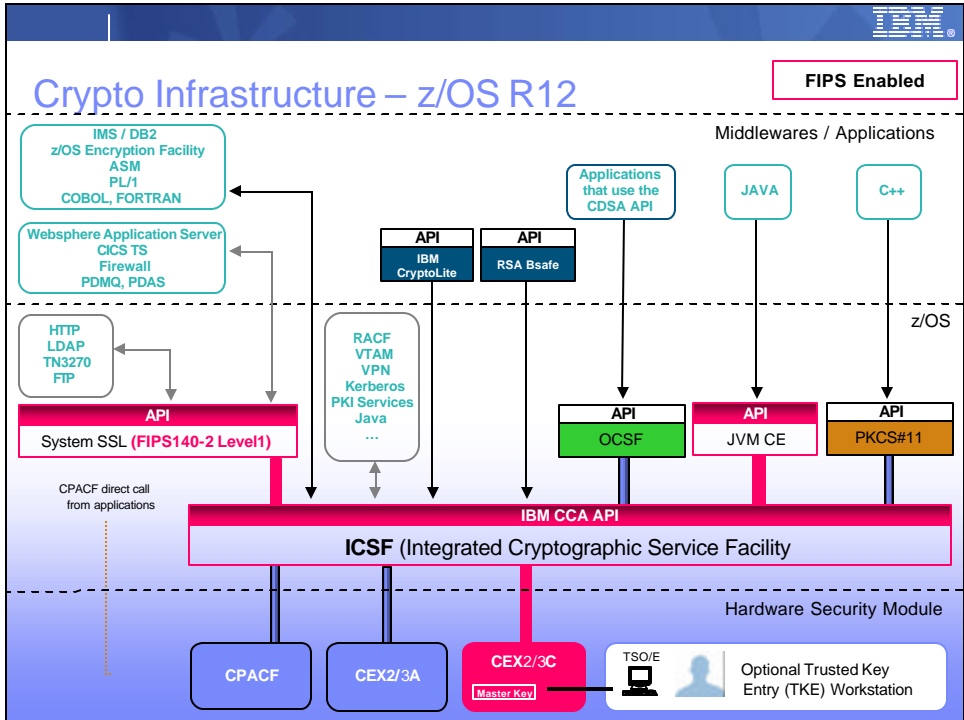 IBM®
Crypto Infrastructure – z/OS R12
FIPS Enabled
Middlewares / Applications
IMS / DB2
z/OS Encryption Facility
ASM
PL/1
COBOL, FORTRAN
Applications
that use the
CDSA API
JAVA
C++
Websphere Application Server
CICS TS
Firewall
PDMQ, PDAS
API
IBM
CryptoLite
API
RSA Bsafe
z/OS
HTTP
LDAP
TN3270
FTP
RACF
VTAM
VPN
Kerberos
PKI Services
Java
...
API
System SSL (FIPS140-2 Level1)
API
OCSF
API
JVM CE
API
PKCS#11
CPACF direct call
from applications
IBM CCA API
ICSF (Integrated Cryptographic Service Facility
Hardware Security Module
CPACF
CEX2/3A
CEX2/3C
Master Key
TSO/E
Optional Trusted Key
Entry (TKE) Workstation